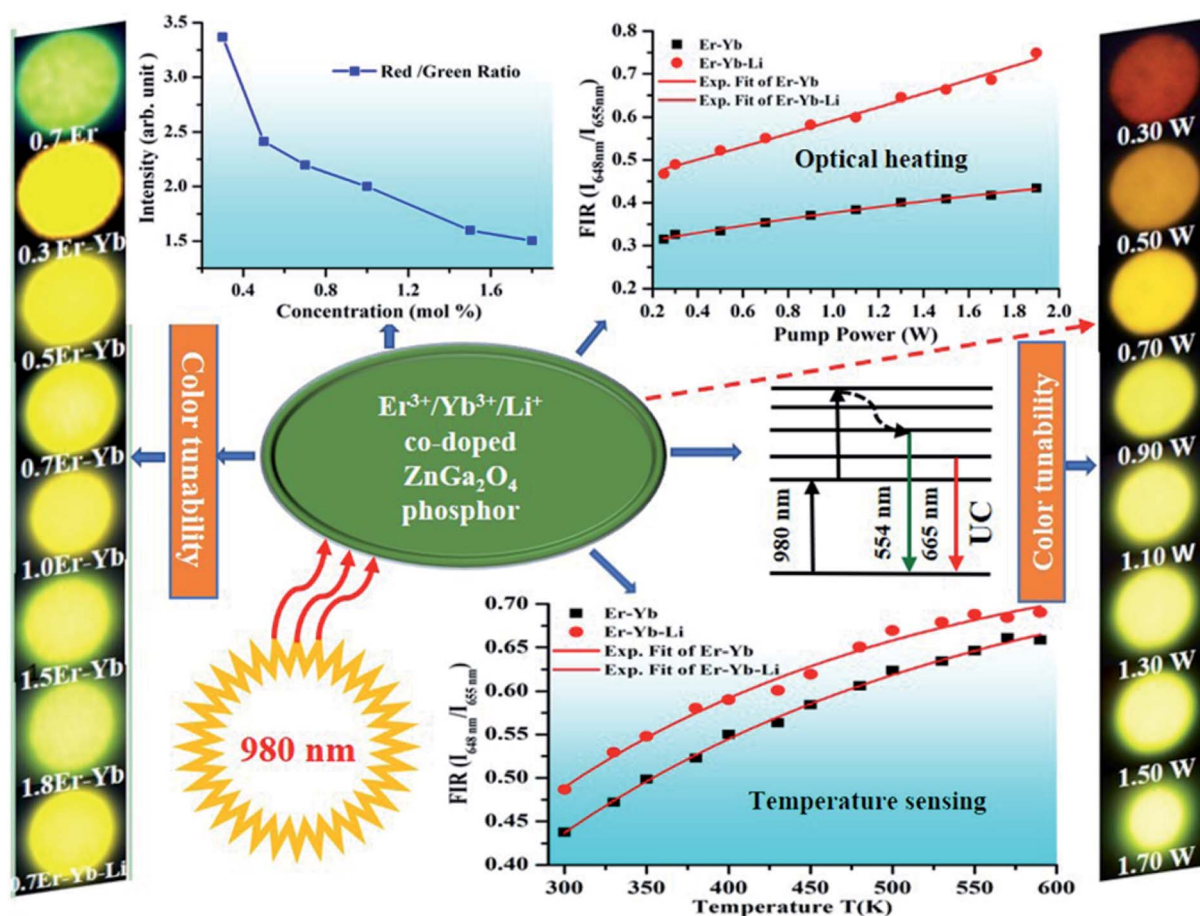 0.7 Er
0.3 Er-Yb
0.5Er-Yb
0.7Er-Yb
1.0Er-Yb
1.5Er-Yb
1.8Er-Yb
0.7Er-Yb-Li
Color tunability
Intensity (arb. unit )
3.5
3.0
2.5
2.0
1.5
Red /Green Ratio
0.4 0.8 1.2 1.6
Concentration (mol %)
FIR (I648nm/I655nm)
0.8
0.7
0.6
0.5
0.4
0.3
0.2
Er-Yb
Er-Yb-Li
Exp. Fit of Er-Yb
Exp. Fit of Er-Yb-Li
Optical heating
0.2 0.4 0.6 0.8 1.0 1.2 1.4 1.6 1.8 2.0
Pump Power (W)
Er³⁺/Yb³⁺/Li⁺
co-doped
ZnGa₂O₄
phosphor
980 nm
980 nm
554 nm
665 nm
UC
FIR (I648 nm/I655 nm)
0.70
0.65
0.60
0.55
0.50
0.45
0.40
Er-Yb
Er-Yb-Li
Exp. Fit of Er-Yb
Exp. Fit of Er-Yb-Li
Temperature sensing
300 350 400 450 500 550 600
Temperature T(K)
Color tunability
0.30 W
0.50 W
0.70 W
0.90 W
1.10 W
1.30 W
1.50 W
1.70 W